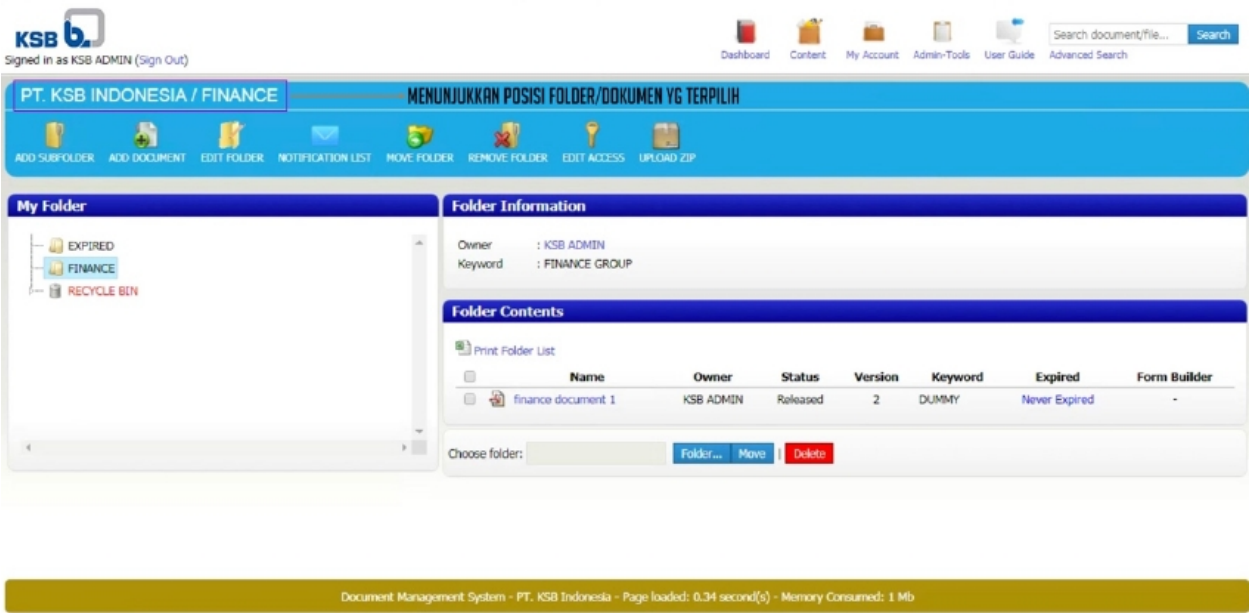 KSB b.
Signed in as KSB ADMIN (Sign Out)
Dashboard Content My Account Admin-Tools User Guide
Search document/file... Search
Advanced Search
PT. KSB INDONESIA / FINANCE MENUNJUKKAN POSISI FOLDER/DOKUMEN YG TERPILIH
ADD SUBFOLDER ADD DOCUMENT EDIT FOLDER NOTIFICATION LIST MOVE FOLDER REMOVE FOLDER EDIT ACCESS UPLOAD ZIP
My Folder
EXPIRED
FINANCE
RECYCLE BIN
Folder Information
Owner : KSB ADMIN
Keyword : FINANCE GROUP
Folder Contents
Print Folder List
Name Owner Status Version Keyword Expired Form Builder
finance document 1 KSB ADMIN Released 2 DUMMY Never Expired -
Choose folder: Folder... Move | Delete
Document Management System - PT. KSB Indonesia - Page loaded: 0.34 second(s) - Memory Consumed: 1 Mb